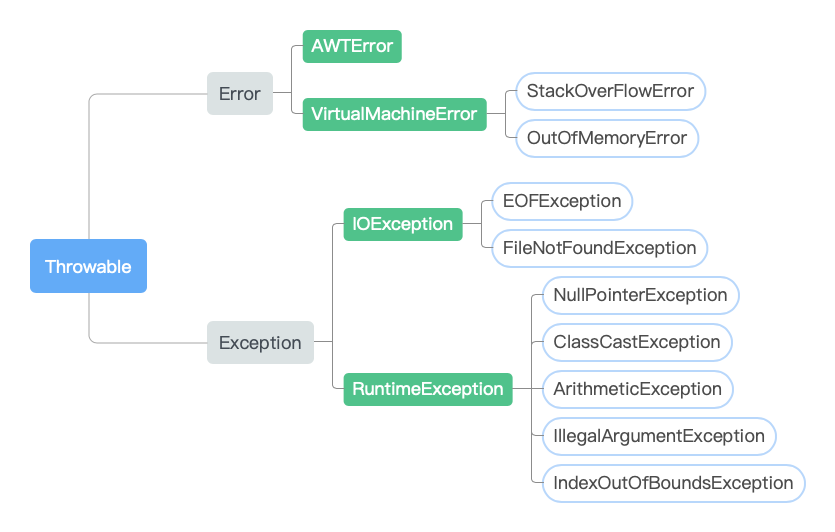 Throwable
Error
AWTError
VirtualMachineError
StackOverFlowError
OutOfMemoryError
Exception
IOException
EOFException
FileNotFoundException
RuntimeException
NullPointerException
ClassCastException
ArithmeticException
IllegalArgumentException
IndexOutOfBoundsException